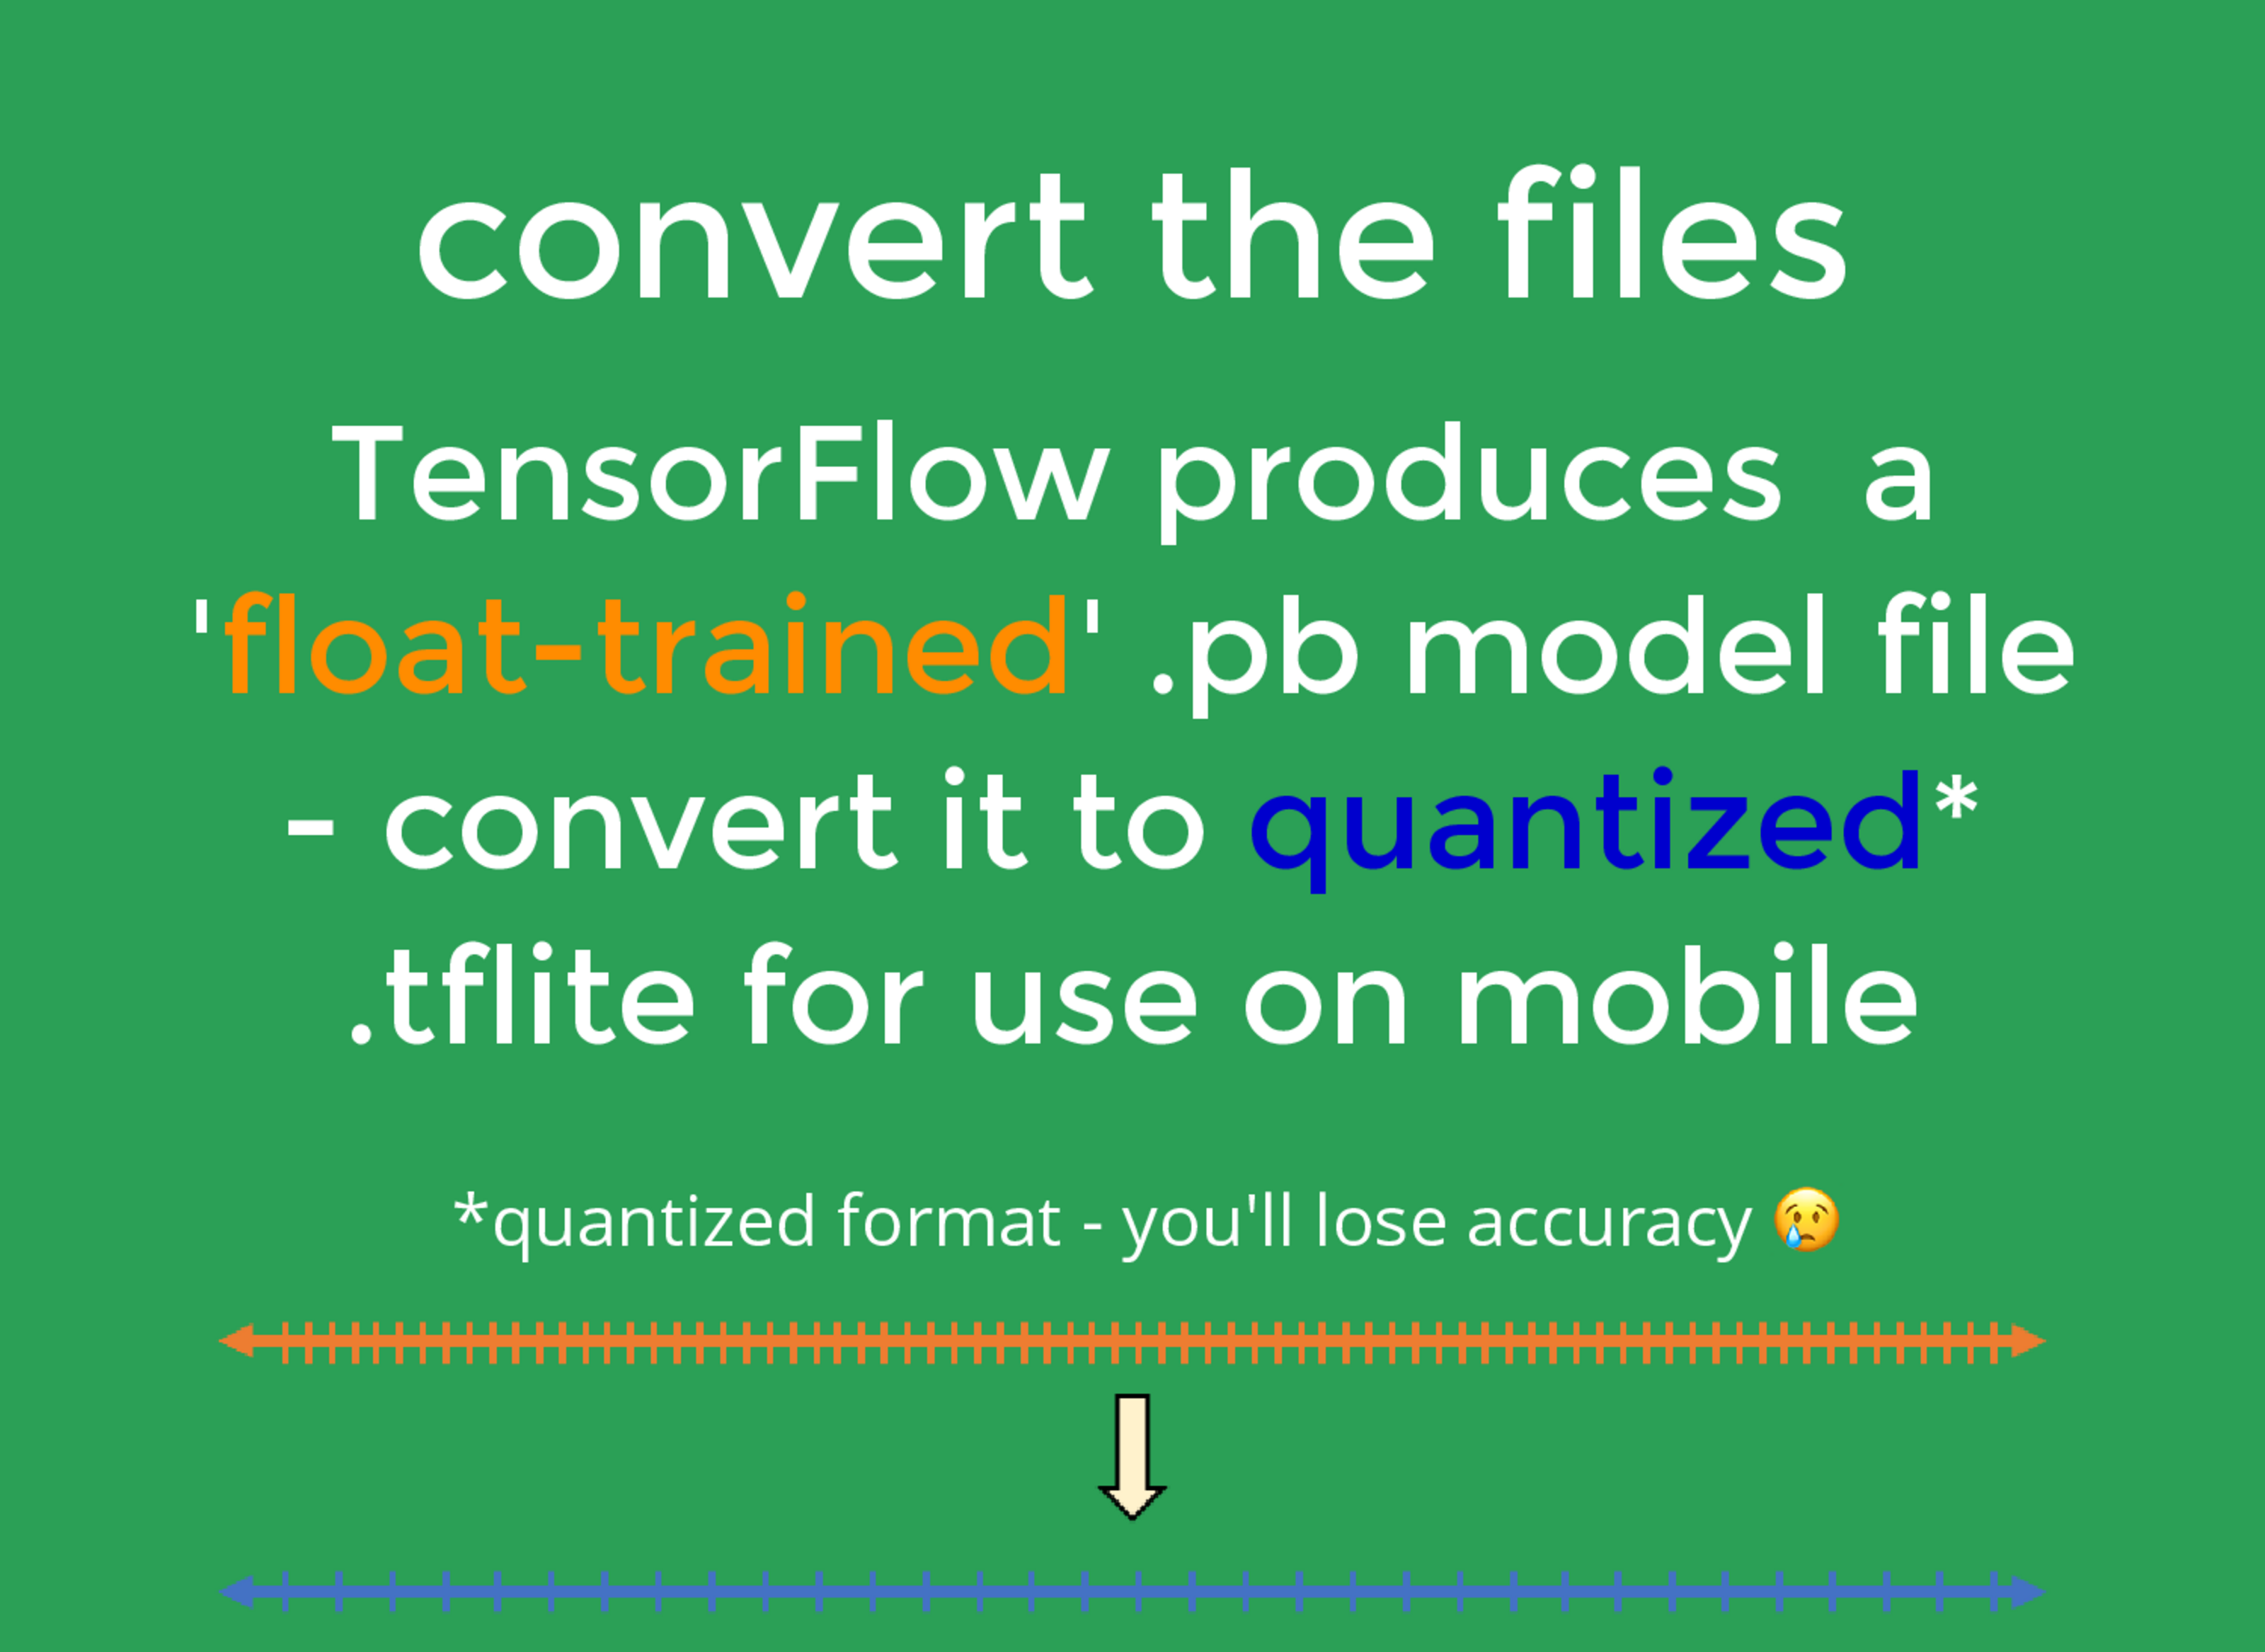 convert the files
TensorFlow produces a
'float-trained' .pb model file
- convert it to quantized*
.tflite for use on mobile
*quantized format - you'll lose accuracy 😢